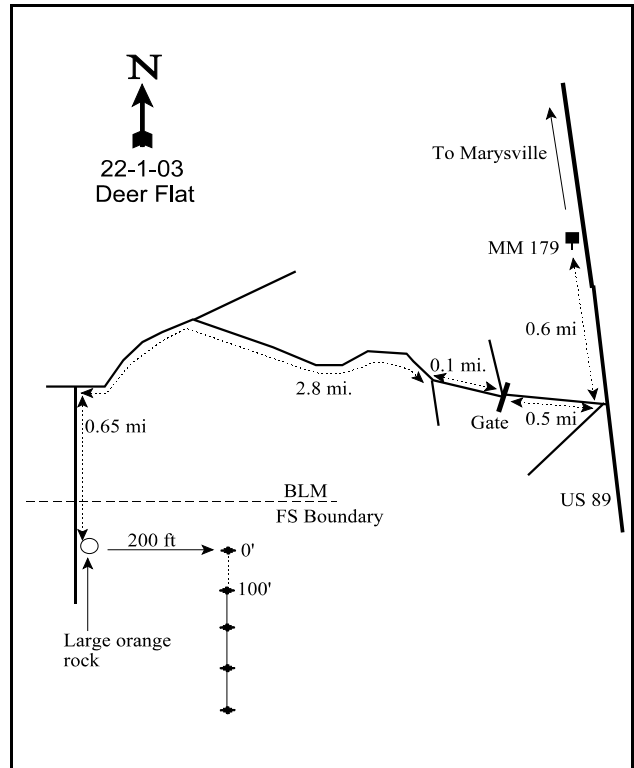 N
22-1-03
Deer Flat
To Marysville
MM 179
0.6 mi
0.1 mi.
2.8 mi.
Gate
0.5 mi
0.65 mi
BLM
US 89
FS Boundary
200 ft
0'
100'
Large orange
rock